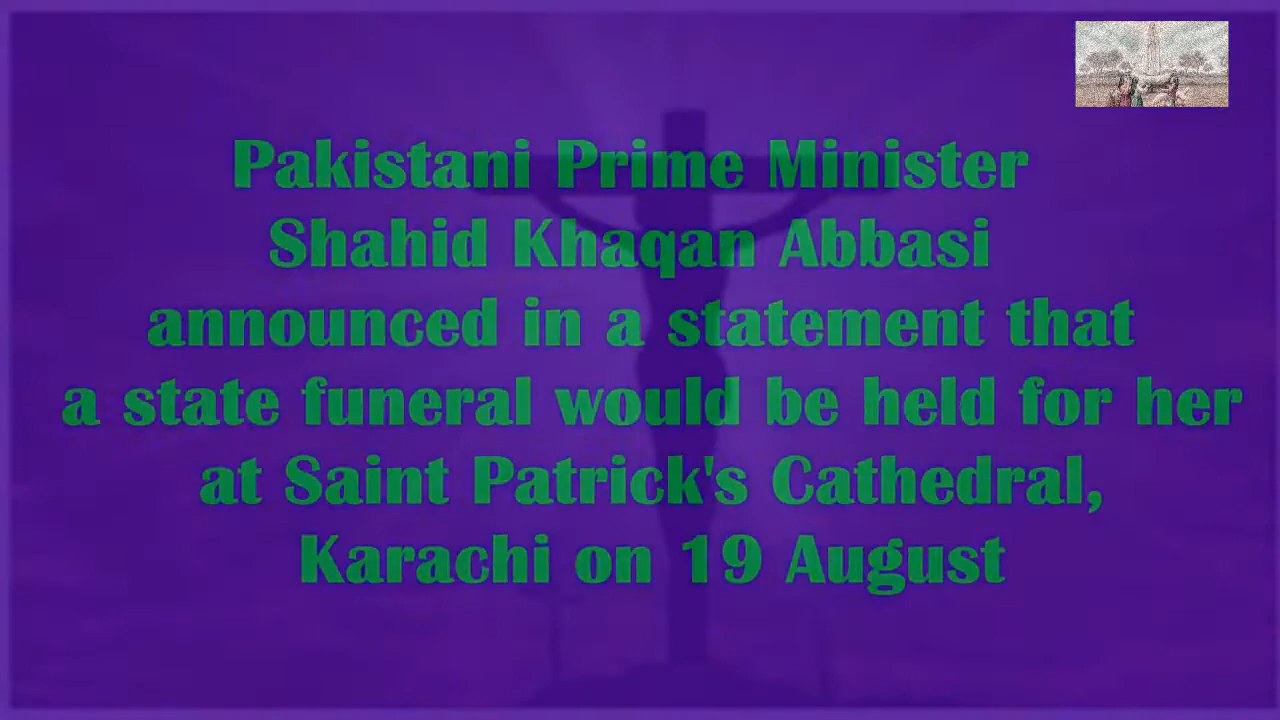 Pakistani Prime Minister
Shahid Khaqan Abbasi
announced in a statement that
a state funeral would be held for her
at Saint Patrick's Cathedral,
Karachi on 19 August